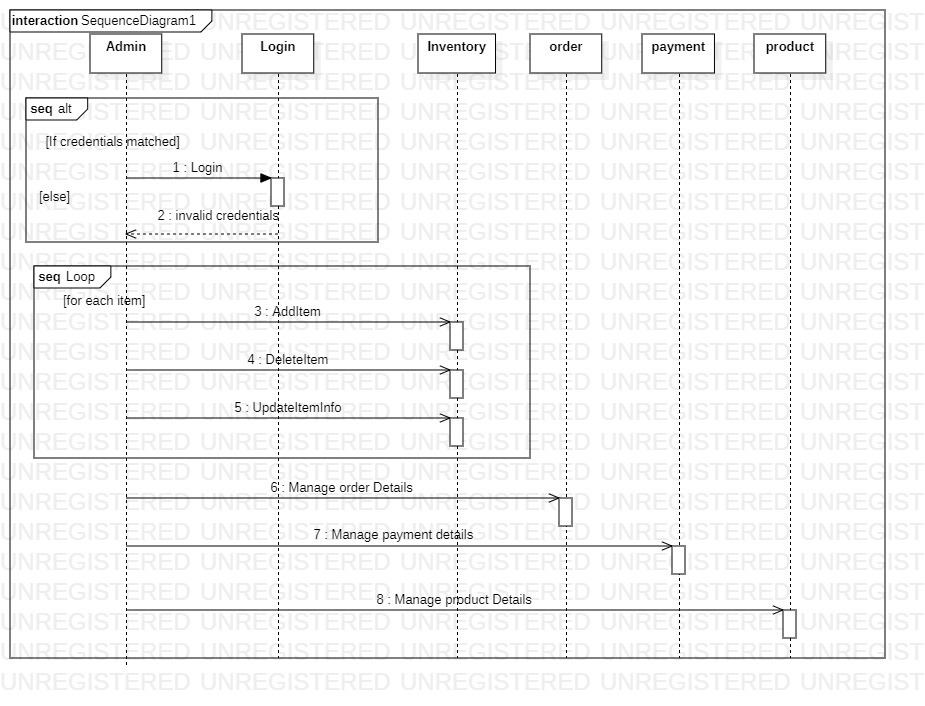 interaction SequenceDiagram1
Admin
Login
Inventory
order
payment
product
seq alt
[If credentials matched]
1 : Login
[else]
2 : invalid credentials
seq Loop
[for each item]
3 : AddItem
4 : DeleteItem
5 : UpdateItemInfo
6 : Manage order Details
7 : Manage payment details
8 : Manage product Details
UNREGISTERED UNREGISTERED UNREGISTERED UNREGISTERED UNREGIST